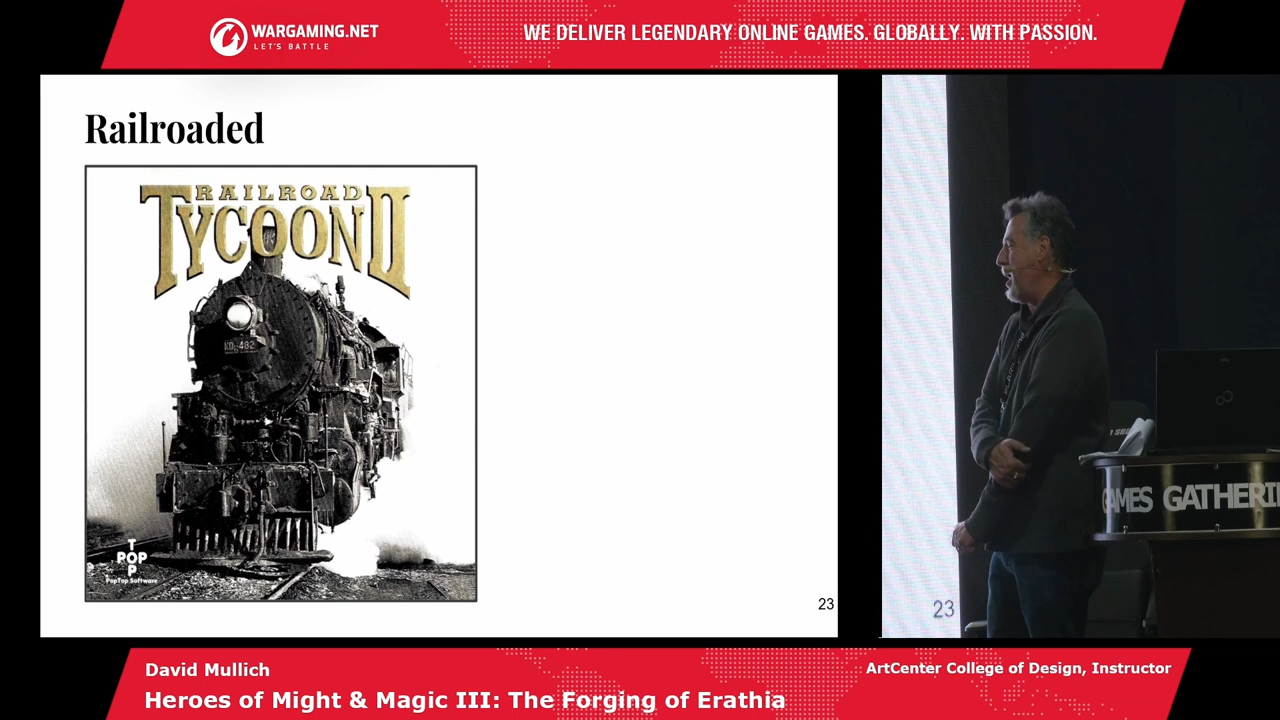 WARGAMING.NET
LET'S BATTLE
WE DELIVER LEGENDARY ONLINE GAMES. GLOBALLY. WITH PASSION.
Railroaded
RAILROAD
TYCOON II
T
POP
P
PopTop Software
23
23
GAMES GATHERI
David Mullich
ArtCenter College of Design, Instructor
Heroes of Might & Magic III: The Forging of Erathia